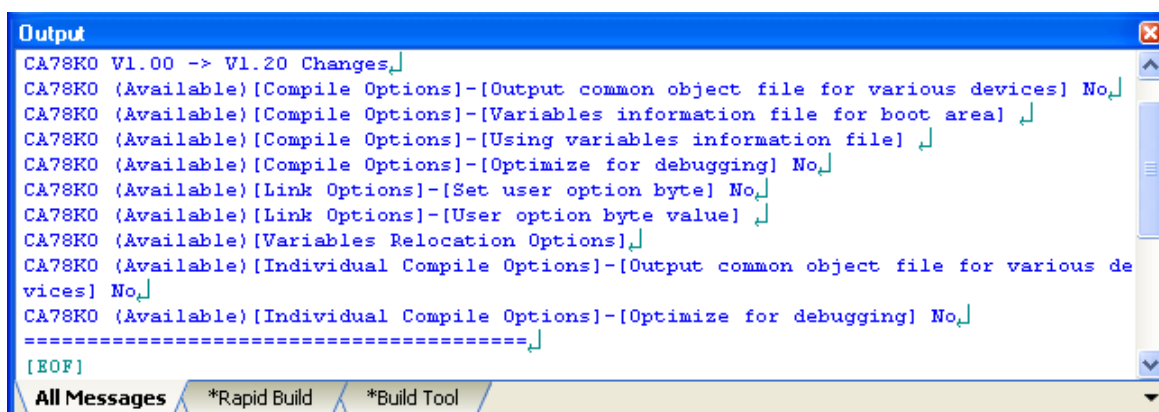 Output
CA78K0 V1.00 -> V1.20 Changes
CA78K0 (Available)[Compile Options]-[Output common object file for various devices] No
CA78K0 (Available)[Compile Options]-[Variables information file for boot area]
CA78K0 (Available)[Compile Options]-[Using variables information file]
CA78K0 (Available)[Compile Options]-[Optimize for debugging] No
CA78K0 (Available)[Link Options]-[Set user option byte] No
CA78K0 (Available)[Link Options]-[User option byte value]
CA78K0 (Available)[Variables Relocation Options]
CA78K0 (Available)[Individual Compile Options]-[Output common object file for various de
vices] No
CA78K0 (Available)[Individual Compile Options]-[Optimize for debugging] No
========================================
[EOF]
All Messages *Rapid Build *Build Tool